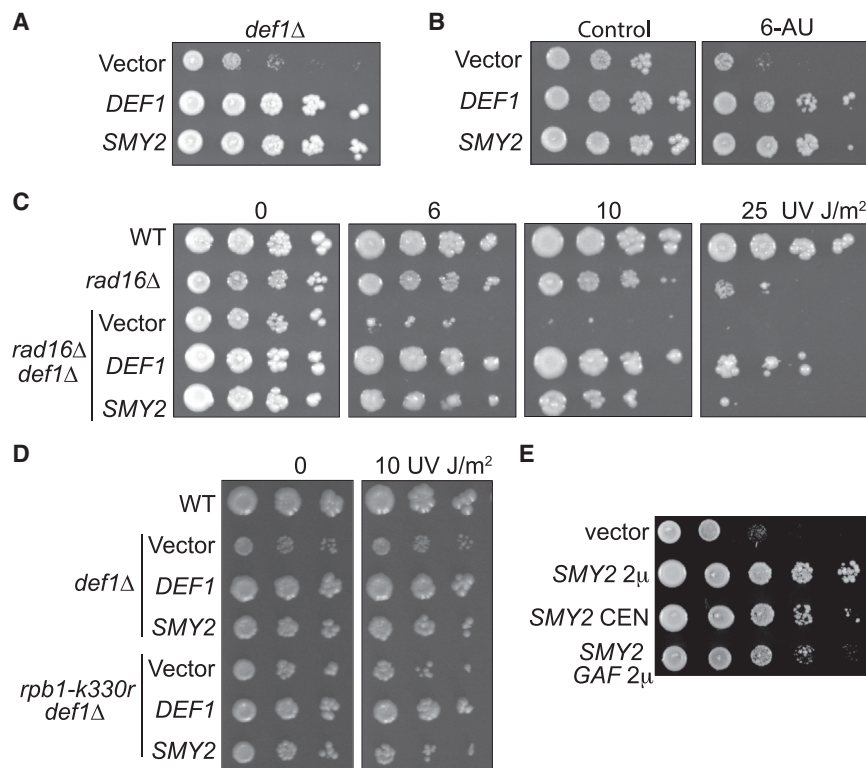 A
def1Δ
Vector
DEF1
SMY2
B
Control
6-AU
Vector
DEF1
SMY2
C
0
6
10
25 UV J/m²
WT
rad16Δ
rad16Δ
def1Δ
Vector
DEF1
SMY2
D
0
10 UV J/m²
WT
def1Δ
Vector
DEF1
SMY2
rpb1-k330r
def1Δ
Vector
DEF1
SMY2
E
vector
SMY2 2µ
SMY2 CEN
SMY2
GAF 2µ